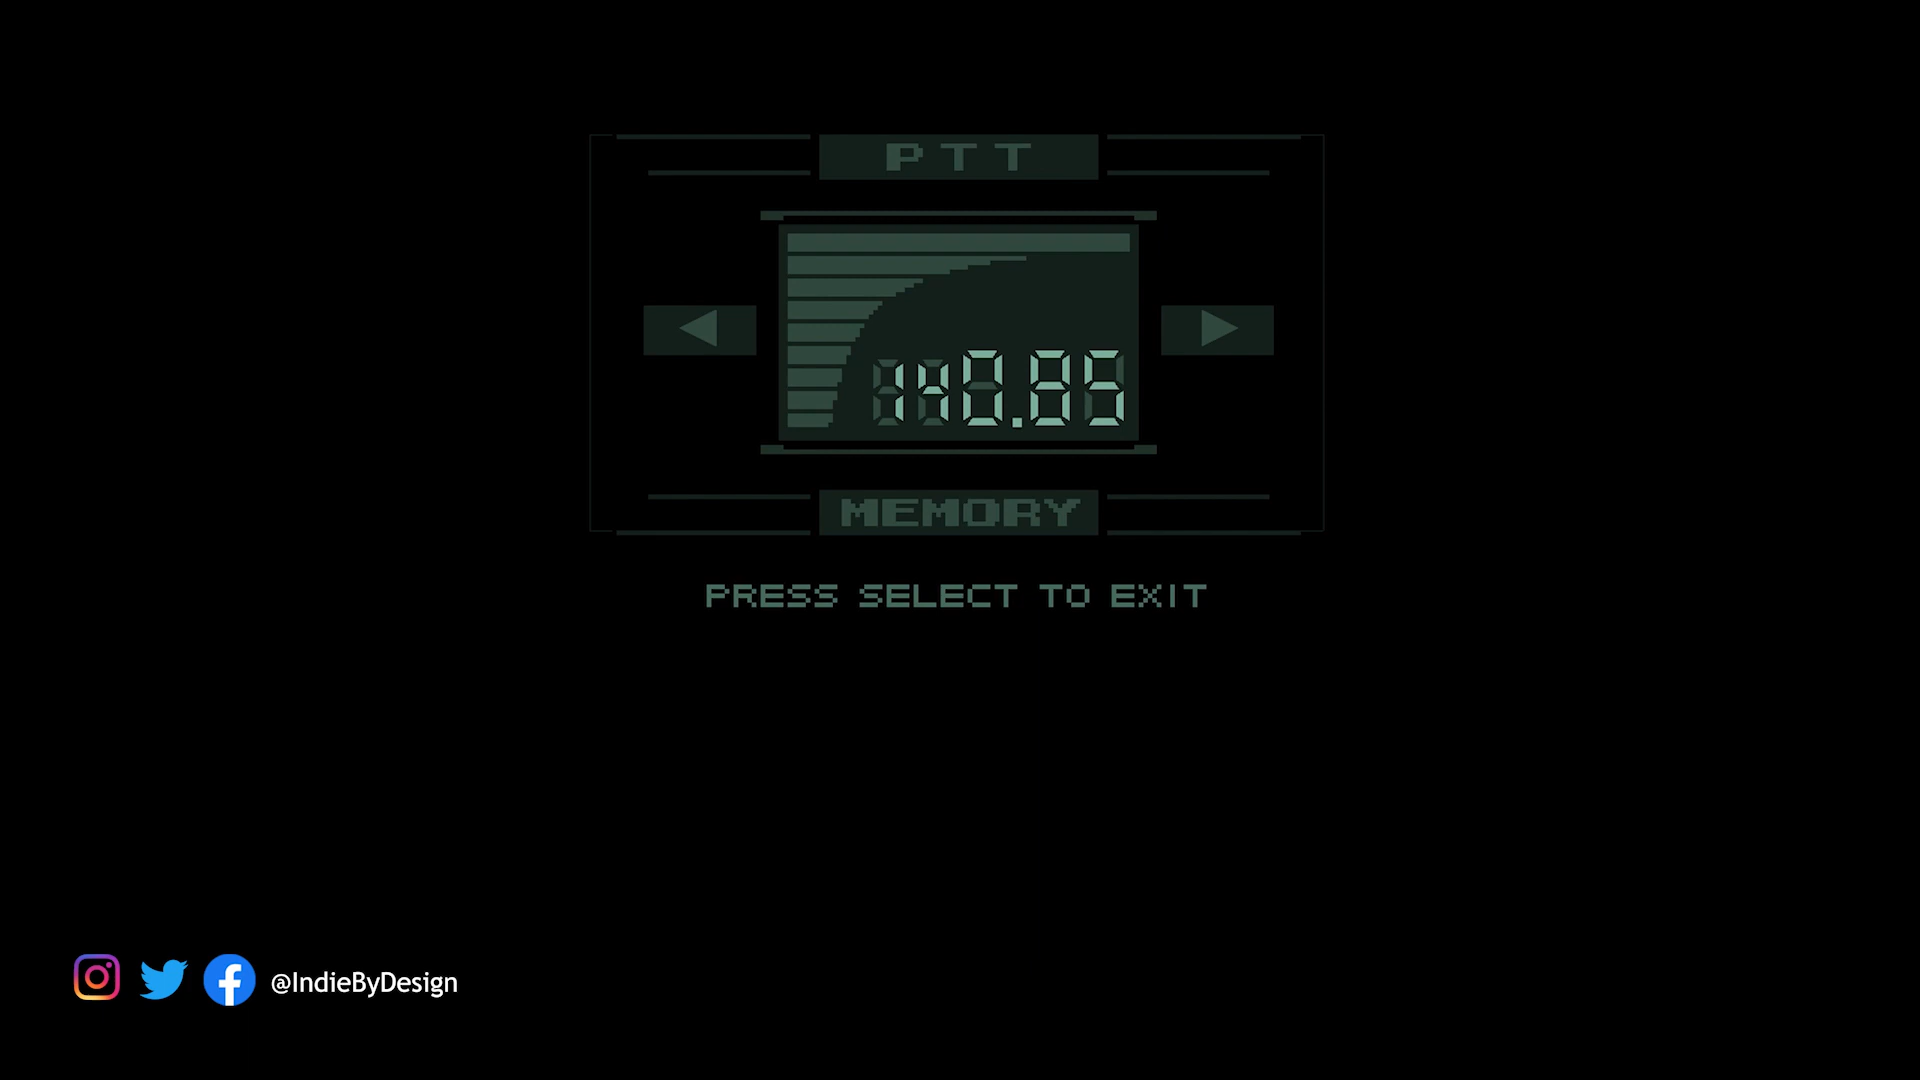 PTT
140.85
MEMORY
PRESS SELECT TO EXIT
@IndieByDesign